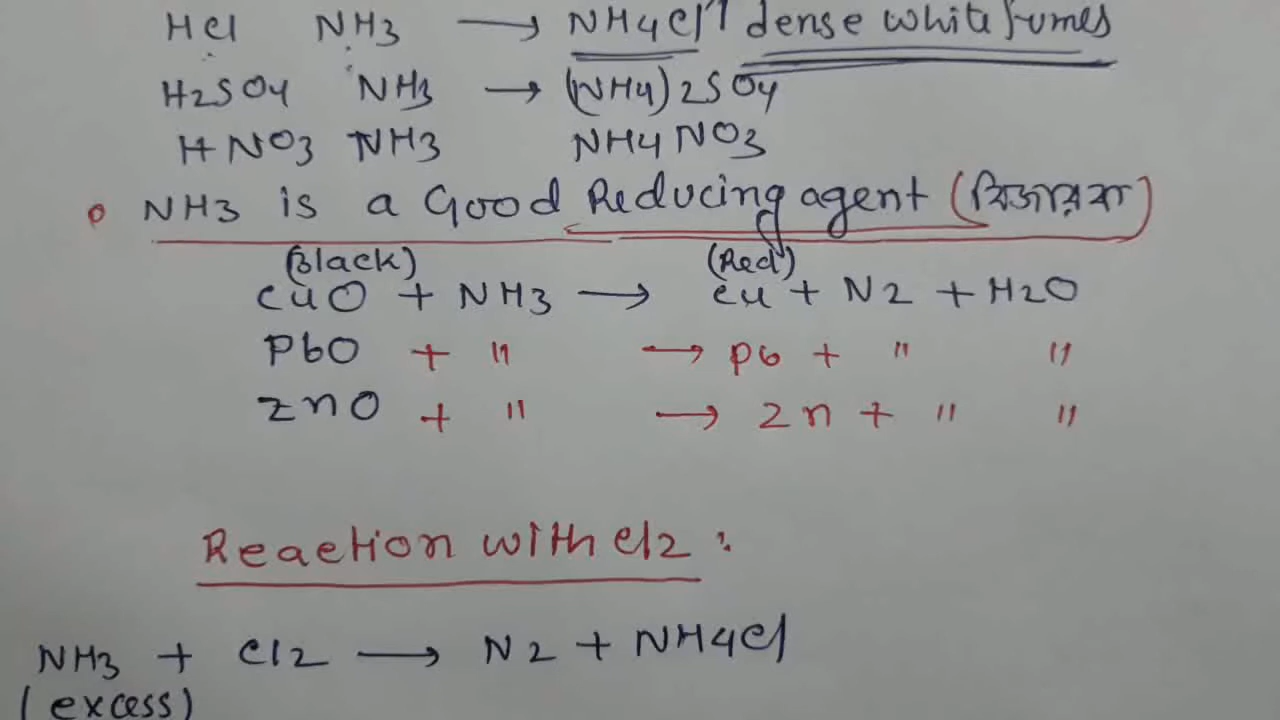 HCl NH3 → NH4Cl↑ dense white fumes
H2SO4 NH3 → (NH4)2SO4
HNO3 NH3 NH4NO3
• NH3 is a Good Reducing agent (বিজারক)
(Black) (Red)
CuO + NH3 → Cu + N2 + H2O
PbO + " → Pb + " "
ZnO + " → Zn + " "
Reaction with Cl2 :
NH3 + Cl2 → N2 + NH4Cl
(excess)